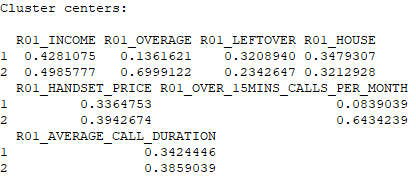 Cluster centers:
R01_INCOME R01_OVERAGE R01_LEFTOVER R01_HOUSE
1 0.4281075 0.1361621 0.3208940 0.3479307
2 0.4985777 0.6999122 0.2342647 0.3212928
R01_HANDSET_PRICE R01_OVER_15MINS_CALLS_PER_MONTH
1 0.3364753 0.0839039
2 0.3942674 0.6434239
R01_AVERAGE_CALL_DURATION
1 0.3424446
2 0.3859039